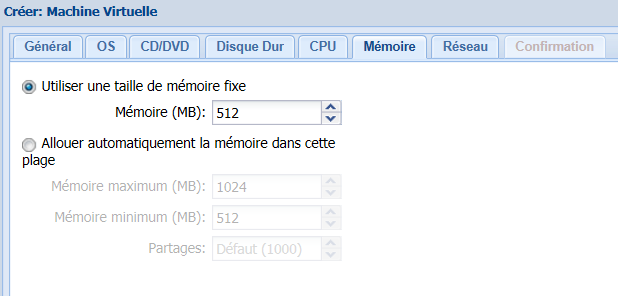 Créer: Machine Virtuelle
Général OS CD/DVD Disque Dur CPU Mémoire Réseau Confirmation
Utiliser une taille de mémoire fixe
Mémoire (MB): 512
Allouer automatiquement la mémoire dans cette
plage
Mémoire maximum (MB): 1024
Mémoire minimum (MB): 512
Partages: Défaut (1000)